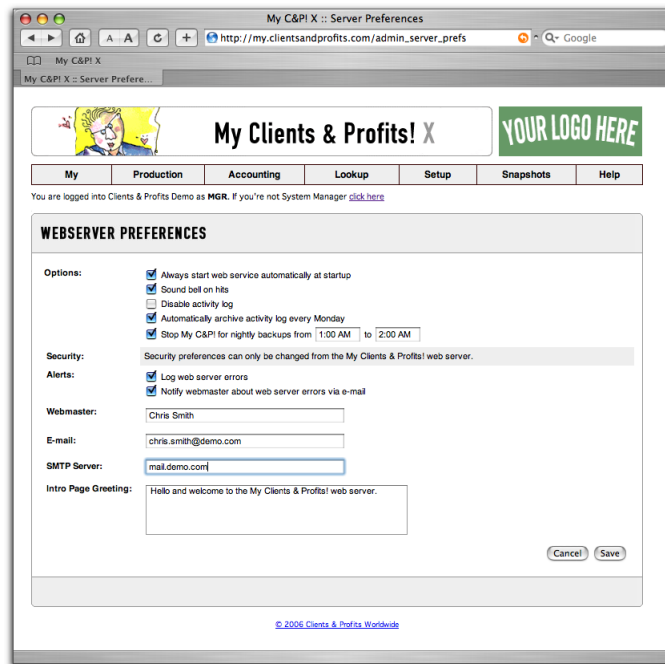 My C&P! X :: Server Preferences
A A + http://my.clientsandprofits.com/admin_server_prefs Q- Google
My C&P! X
My C&P! X :: Server Prefere...
My Clients & Profits! X YOUR LOGO HERE
My Production Accounting Lookup Setup Snapshots Help
You are logged into Clients & Profits Demo as MGR. If you're not System Manager click here
WEBSERVER PREFERENCES
Options: Always start web service automatically at startup
Sound bell on hits
Disable activity log
Automatically archive activity log every Monday
Stop My C&P! for nightly backups from 1:00 AM to 2:00 AM
Security: Security preferences can only be changed from the My Clients & Profits! web server.
Alerts: Log web server errors
Notify webmaster about web server errors via e-mail
Webmaster: Chris Smith
E-mail: chris.smith@demo.com
SMTP Server: mail.demo.com
Intro Page Greeting: Hello and welcome to the My Clients & Profits! web server.
Cancel Save
© 2006 Clients & Profits Worldwide